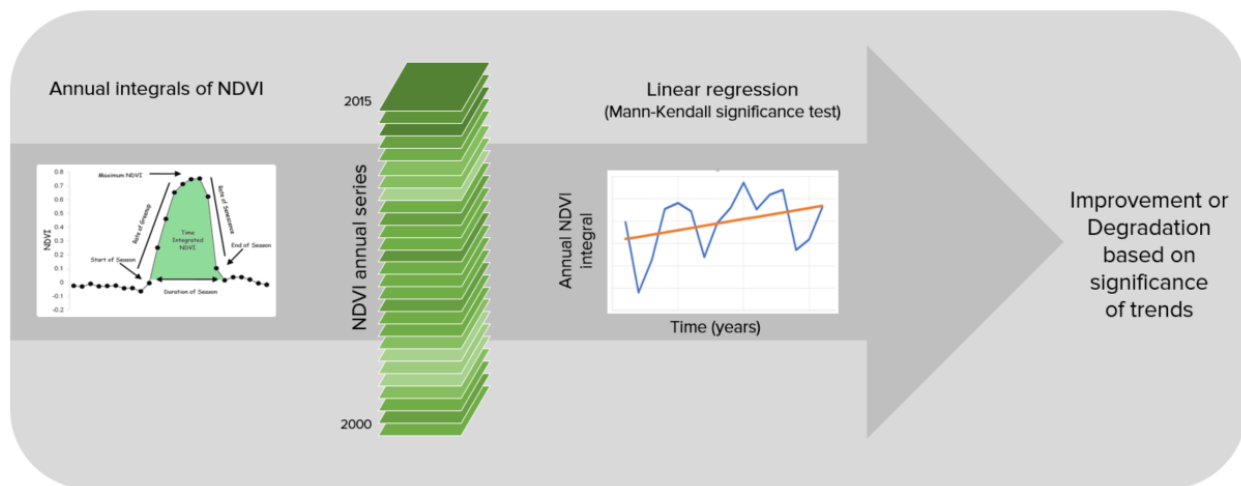 Annual integrals of NDVI
0.8
0.7
0.6
0.5
0.4
0.3
0.2
0.1
0
-0.1
-0.2
NDVI
Maximum NDVI
Rate of Greenup
Rate of Senescence
Time
Integrated
NDVI
Start of Season
End of Season
Duration of Season
2015
NDVI annual series
2000
Linear regression
(Mann-Kendall significance test)
Annual NDVI
integral
Time (years)
Improvement or
Degradation
based on
significance
of trends